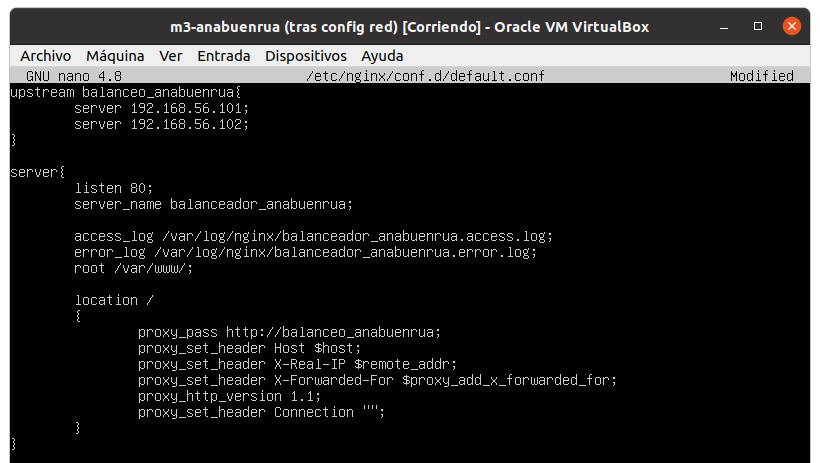 m3-anabuenrua (tras config red) [Corriendo] - Oracle VM VirtualBox
Archivo Máquina Ver Entrada Dispositivos Ayuda
GNU nano 4.8 /etc/nginx/conf.d/default.conf Modified
upstream balanceo_anabuenrua{
        server 192.168.56.101;
        server 192.168.56.102;
}
server{
        listen 80;
        server_name balanceador_anabuenrua;
        access_log /var/log/nginx/balanceador_anabuenrua.access.log;
        error_log /var/log/nginx/balanceador_anabuenrua.error.log;
        root /var/www/;
        location /
        {
                proxy_pass http://balanceo_anabuenrua;
                proxy_set_header Host $host;
                proxy_set_header X-Real-IP $remote_addr;
                proxy_set_header X-Forwarded-For $proxy_add_x_forwarded_for;
                proxy_http_version 1.1;
                proxy_set_header Connection "";
        }
}